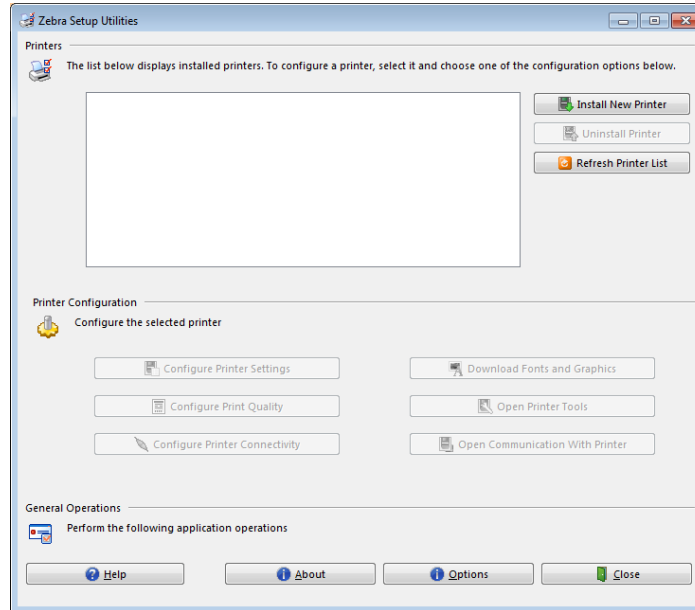 Zebra Setup Utilities
Printers
The list below displays installed printers. To configure a printer, select it and choose one of the configuration options below.
Install New Printer
Uninstall Printer
Refresh Printer List
Printer Configuration
Configure the selected printer
Configure Printer Settings
Download Fonts and Graphics
Configure Print Quality
Open Printer Tools
Configure Printer Connectivity
Open Communication With Printer
General Operations
Perform the following application operations
Help
About
Options
Close